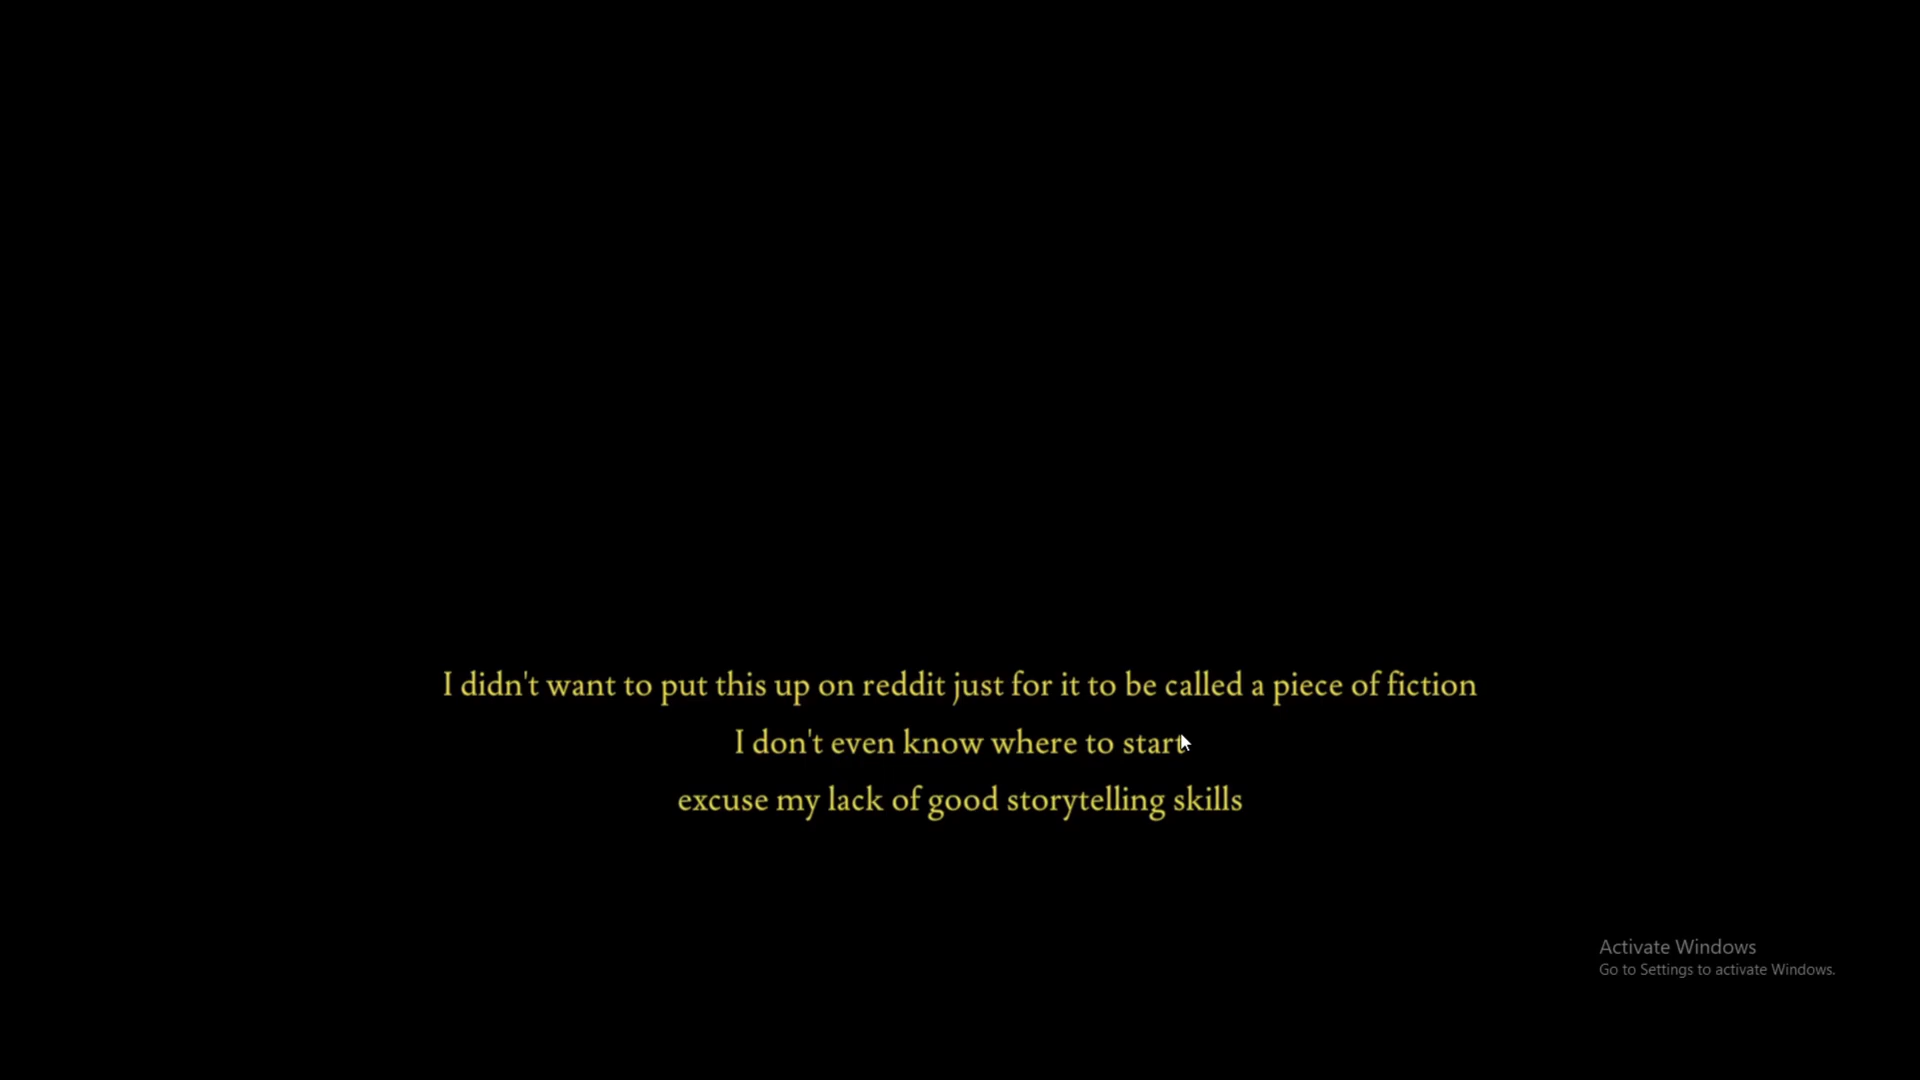 I didn't want to put this up on reddit just for it to be called a piece of fiction
I don't even know where to start
excuse my lack of good storytelling skills
Activate Windows
Go to Settings to activate Windows.